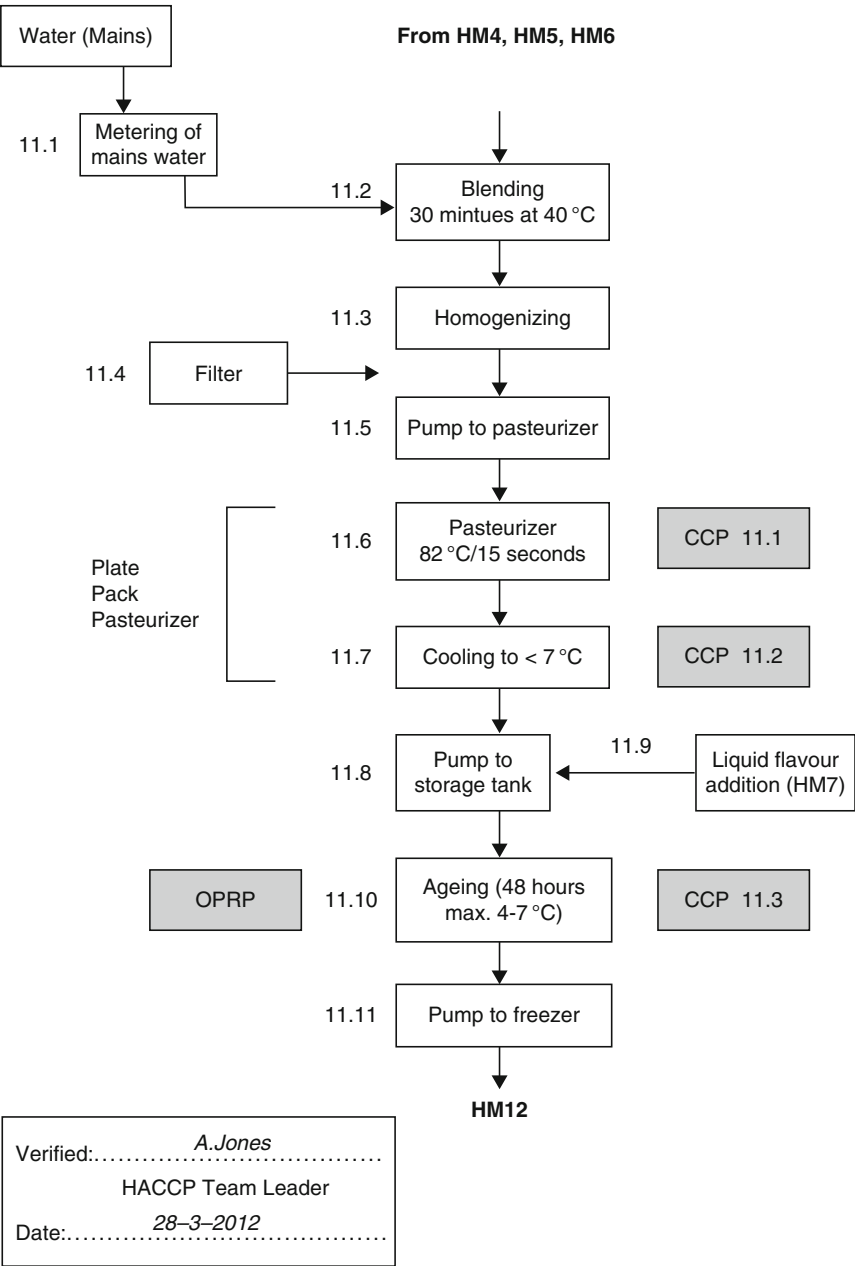 Water (Mains)
From HM4, HM5, HM6
11.1
Metering of
mains water
11.2
Blending
30 mintues at 40 °C
11.3
Homogenizing
11.4
Filter
11.5
Pump to pasteurizer
Plate
Pack
Pasteurizer
11.6
Pasteurizer
82 °C/15 seconds
CCP 11.1
11.7
Cooling to < 7 °C
CCP 11.2
11.8
Pump to
storage tank
11.9
Liquid flavour
addition (HM7)
OPRP
11.10
Ageing (48 hours
max. 4-7 °C)
CCP 11.3
11.11
Pump to freezer
HM12
Verified:....................................A.Jones
HACCP Team Leader
Date:........................................28–3–2012